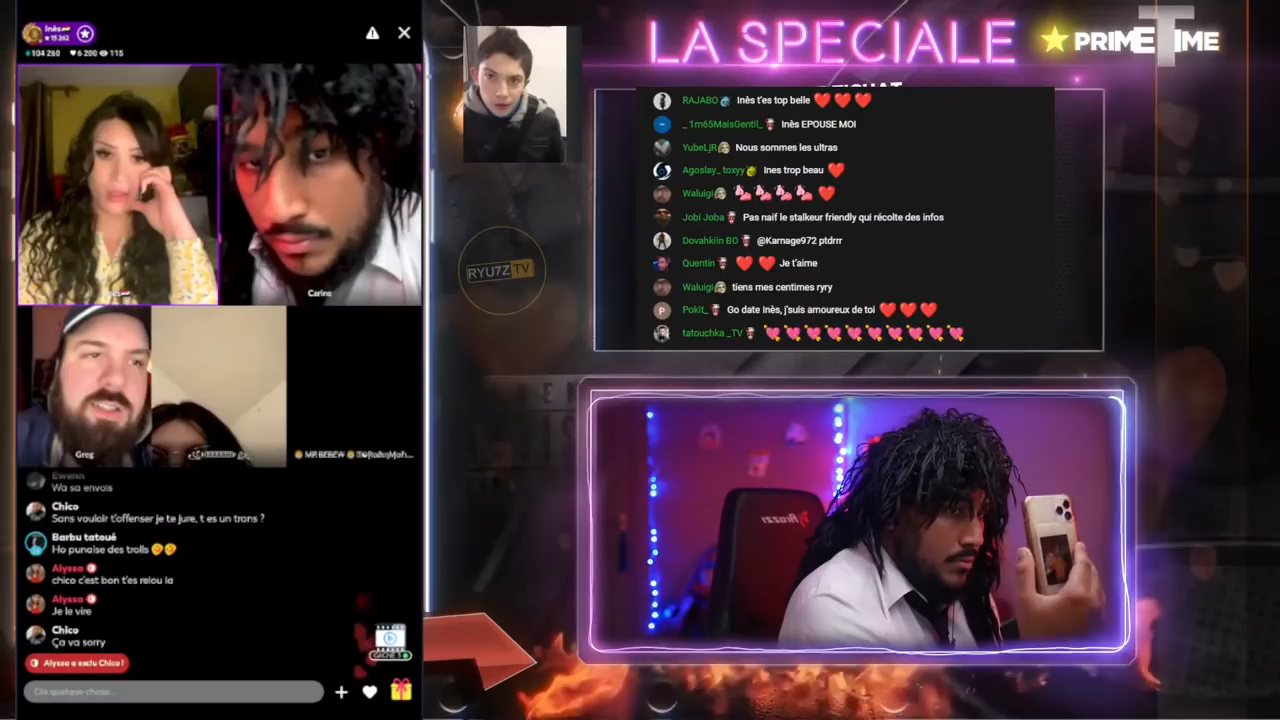 Inès
15 262
104 260 6 200 115
Carine
Greg
Ewenn
Wa sa envois
Chico
Sans vouloir t'offenser je te jure, t es un trans ?
Barbu tatoué
Ho punaise des trolls
Alyssa
chico c'est bon t'es relou la
Alyssa
Je le vire
Chico
Ça va sorry
Alyssa a exclu Chico !
Dis quelque chose...
RYU7Z TV
LA SPECIALE
PRIME TIME
RAJABO Inès t'es top belle ❤️ ❤️ ❤️
_1m65MaisGentil_ Inès EPOUSE MOI
YubeLjR Nous sommes les ultras
Agoslay_toxyy Ines trop beau ❤️
Waluigi ❤️
Jobi Joba Pas naif le stalkeur friendly qui récolte des infos
Dovahkiin BO @Karnage972 ptdrrr
Quentin ❤️ ❤️ Je t'aime
Waluigi tiens mes centimes ryry
Pokit_ Go date Inès, j'suis amoureux de toi ❤️ ❤️ ❤️
tatouchka_TV 💘 💘 💘 💘 💘 💘 💘 💘 💘 💘
Arozzi